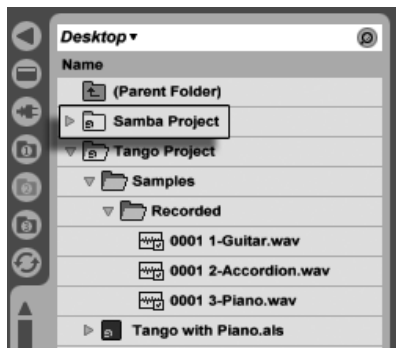 Desktop
Name
(Parent Folder)
Samba Project
Tango Project
Samples
Recorded
0001 1-Guitar.wav
0001 2-Accordion.wav
0001 3-Piano.wav
Tango with Piano.als